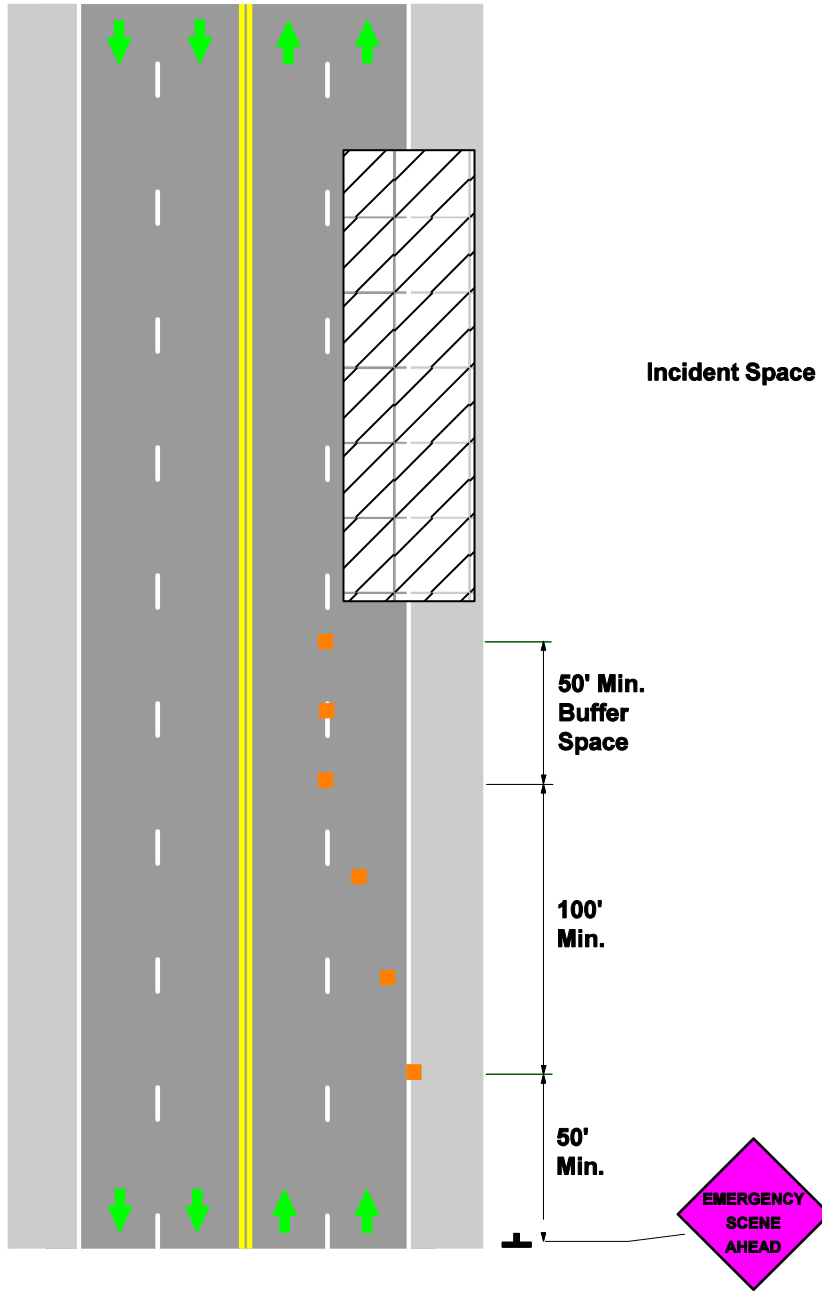 Incident Space
50' Min.
Buffer
Space
100'
Min.
50'
Min.
EMERGENCY
SCENE
AHEAD